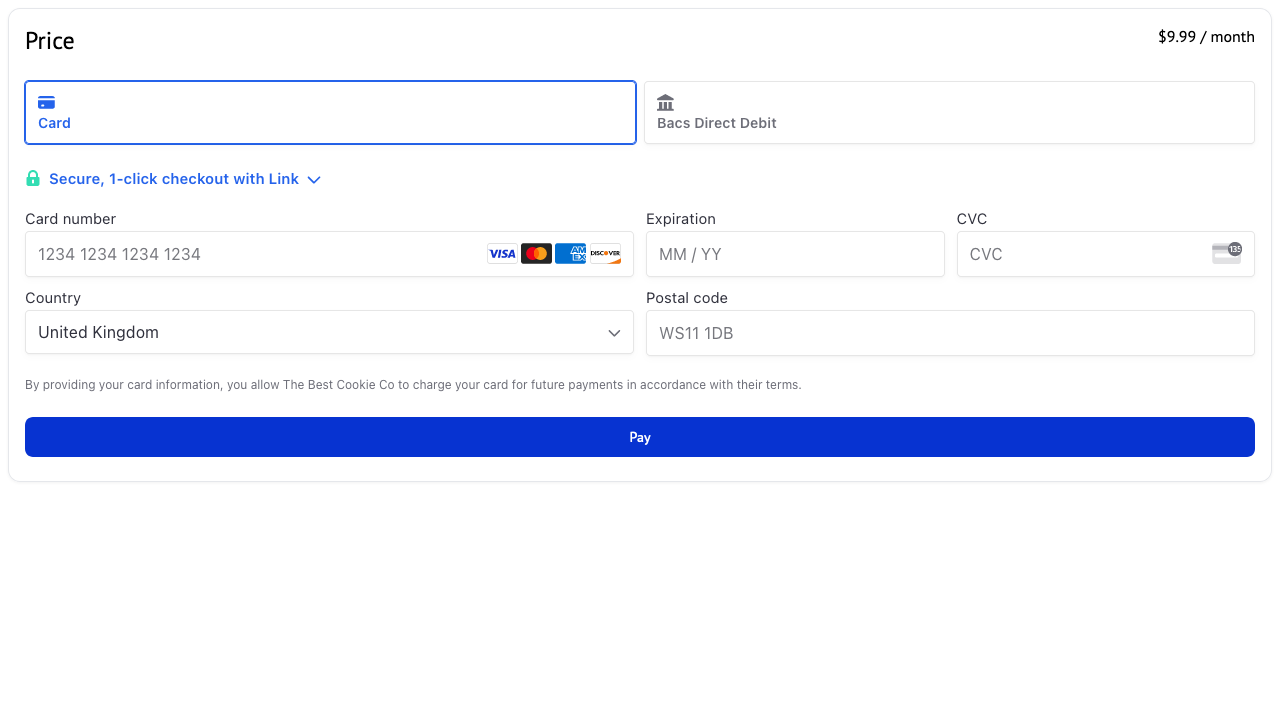 Price
$9.99 / month
Card
Bacs Direct Debit
Secure, 1-click checkout with Link
Card number
Expiration
CVC
1234 1234 1234 1234
VISA
AM EX
DISCOVER
MM / YY
CVC
135
Country
Postal code
United Kingdom
WS11 1DB
By providing your card information, you allow The Best Cookie Co to charge your card for future payments in accordance with their terms.
Pay